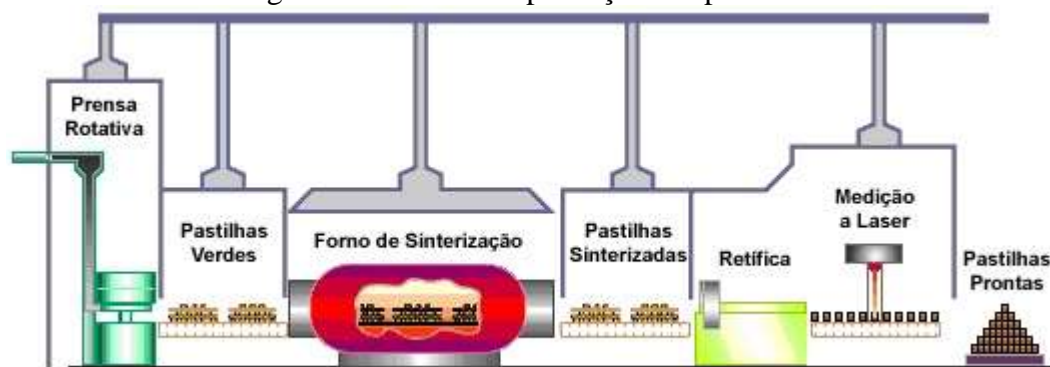 Prensa
Rotativa
Pastilhas
Verdes
Forno de Sinterização
Pastilhas
Sinterizadas
Retífica
Medição
a Laser
Pastilhas
Prontas